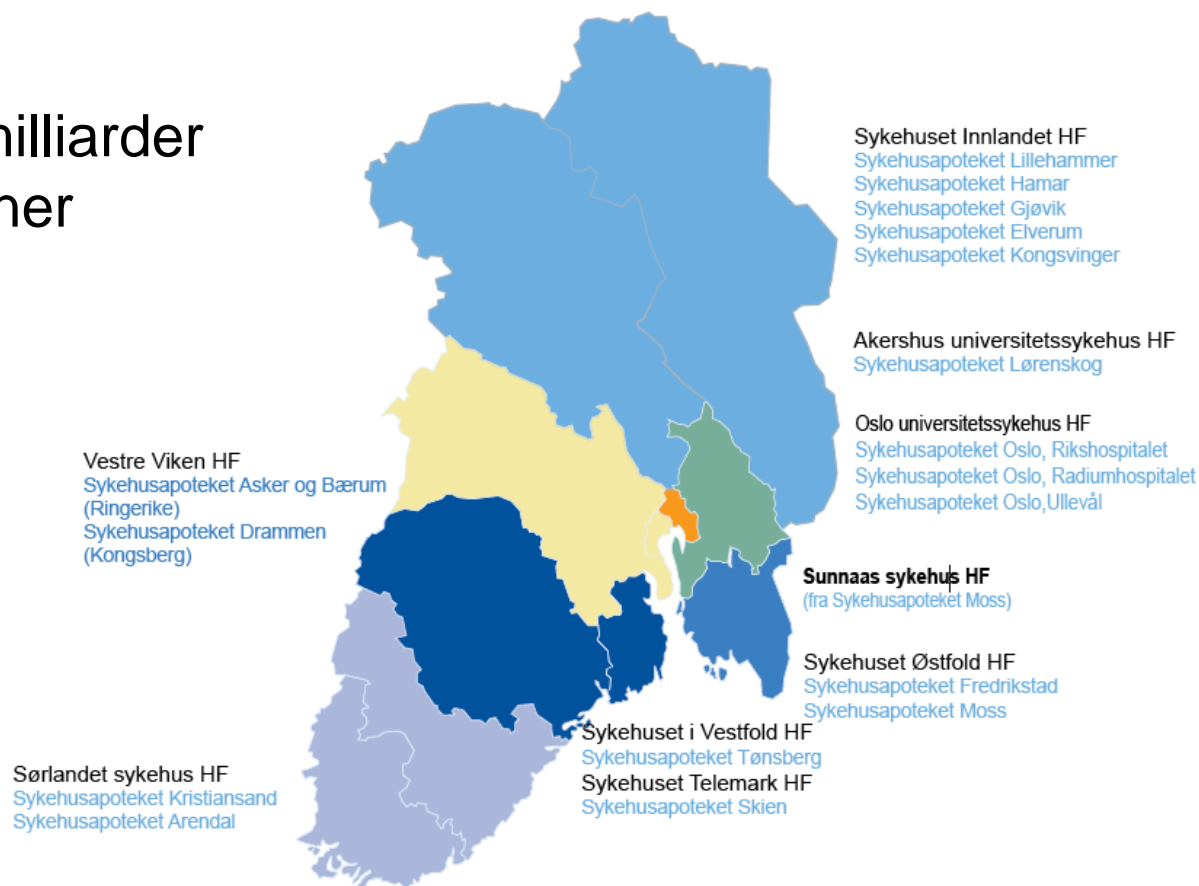 milliarder
ner
Sykehuset Innlandet HF
Sykehusapoteket Lillehammer
Sykehusapoteket Hamar
Sykehusapoteket Gjøvik
Sykehusapoteket Elverum
Sykehusapoteket Kongsvinger
Akershus universitetssykehus HF
Sykehusapoteket Lørenskog
Oslo universitetssykehus HF
Sykehusapoteket Oslo, Rikshospitalet
Sykehusapoteket Oslo, Radiumhospitalet
Sykehusapoteket Oslo,Ullevål
Vestre Viken HF
Sykehusapoteket Asker og Bærum
(Ringerike)
Sykehusapoteket Drammen
(Kongsberg)
Sunnaas sykehus HF
(fra Sykehusapoteket Moss)
Sykehuset Østfold HF
Sykehusapoteket Fredrikstad
Sykehusapoteket Moss
Sykehuset i Vestfold HF
Sykehusapoteket Tønsberg
Sykehuset Telemark HF
Sykehusapoteket Skien
Sørlandet sykehus HF
Sykehusapoteket Kristiansand
Sykehusapoteket Arendal